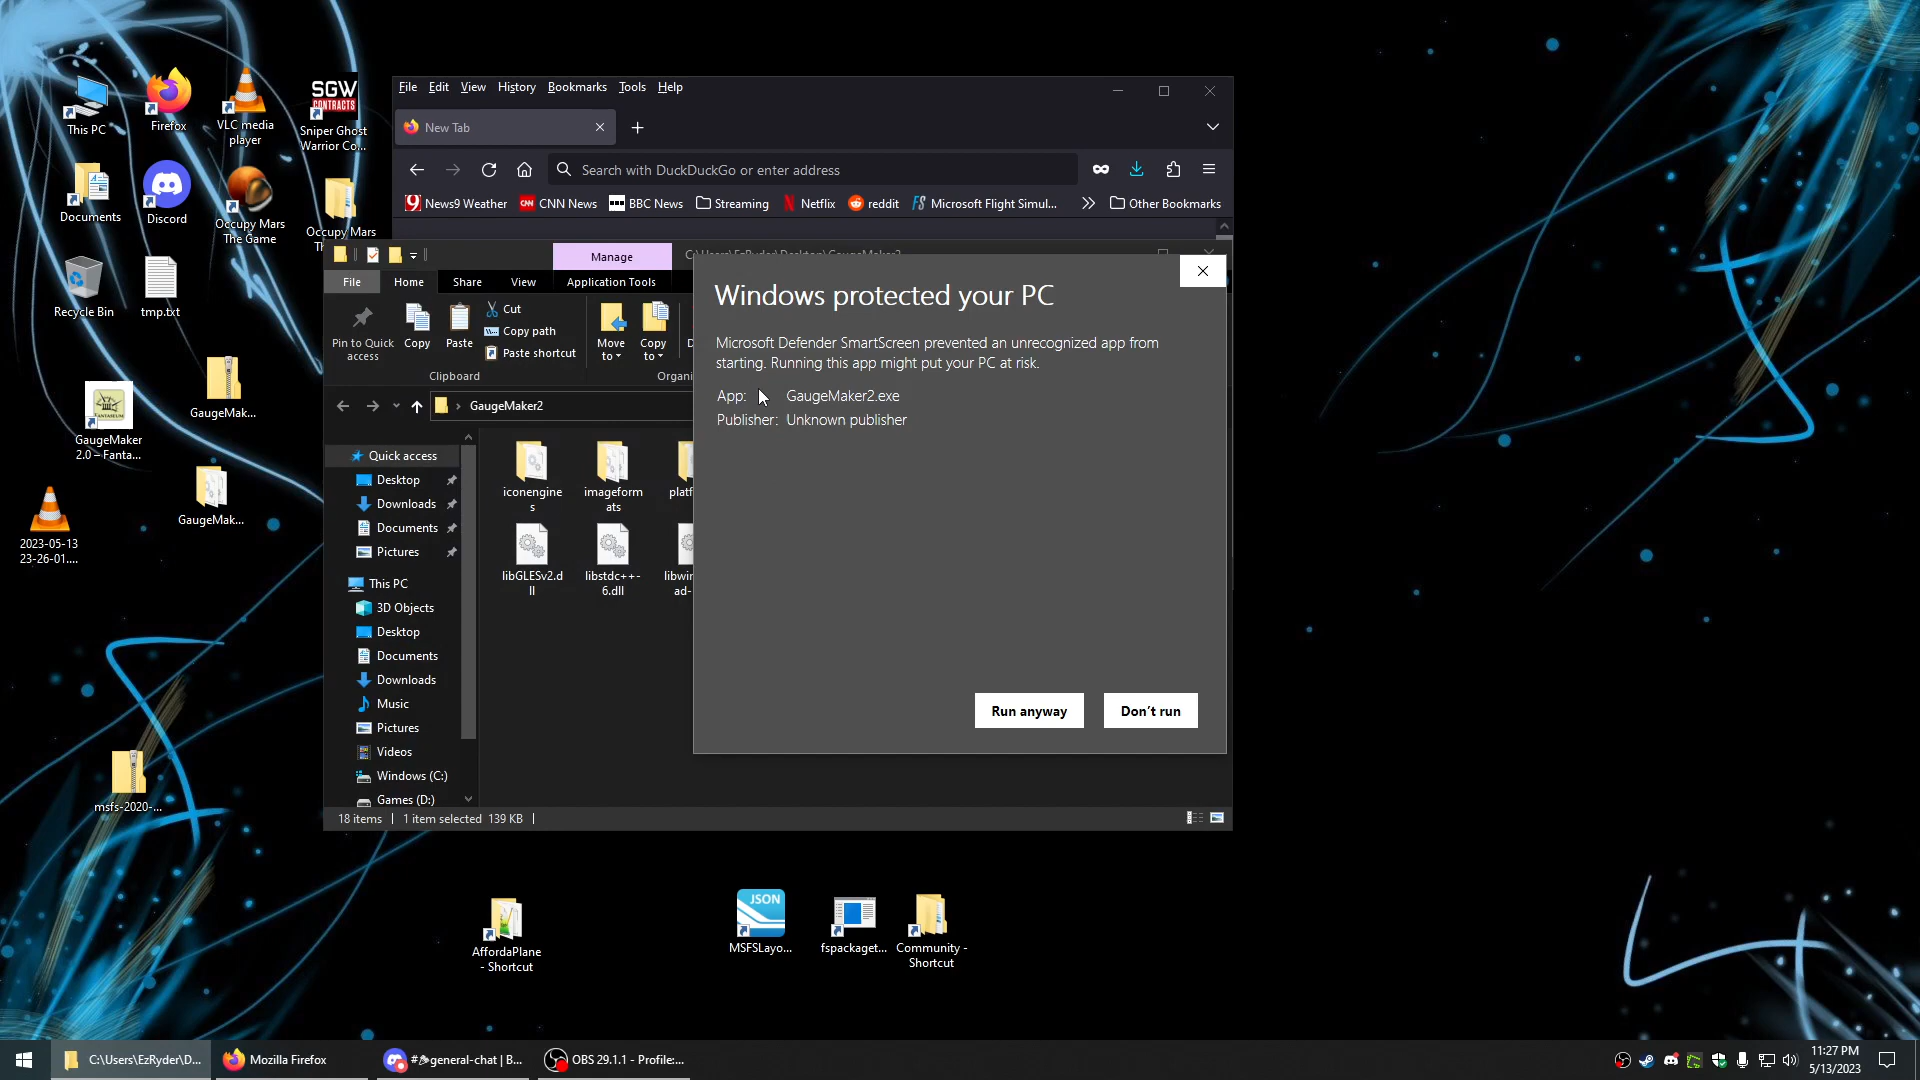 This PC
Firefox
VLC media
player
SGW
CONTRACTS
Sniper Ghost
Warrior Co...
Documents
Discord
Occupy Mars
The Game
Occupy Mars
Recycle Bin
tmp.txt
GaugeMak...
FANTASEUM
GaugeMaker
2.0 – Fanta...
GaugeMak...
2023-05-13
23-26-01....
msfs-2020-...
File
Edit
View
History
Bookmarks
Tools
Help
New Tab
Search with DuckDuckGo or enter address
News9 Weather
CNN News
BBC News
Streaming
Netflix
reddit
Microsoft Flight Simul...
Other Bookmarks
Manage
File
Home
Share
View
Application Tools
Pin to Quick
access
Copy
Paste
Cut
Copy path
Paste shortcut
Move
to
Copy
to
Clipboard
Organi
GaugeMaker2
Quick access
Desktop
Downloads
Documents
Pictures
This PC
3D Objects
Desktop
Documents
Downloads
Music
Pictures
Videos
Windows (C:)
Games (D:)
iconengine
s
imageform
ats
platf
libGLESv2.d
ll
libstdc++-
6.dll
libwin
ad-
18 items
1 item selected 139 KB
Windows protected your PC
Microsoft Defender SmartScreen prevented an unrecognized app from
starting. Running this app might put your PC at risk.
App: GaugeMaker2.exe
Publisher: Unknown publisher
Run anyway
Don't run
AffordaPlane
- Shortcut
JSON
MSFSLayo...
fspackaget...
Community -
Shortcut
C:\Users\EzRyder\D...
Mozilla Firefox
OBS 29.1.1 - Profile:...
11:27 PM
5/13/2023